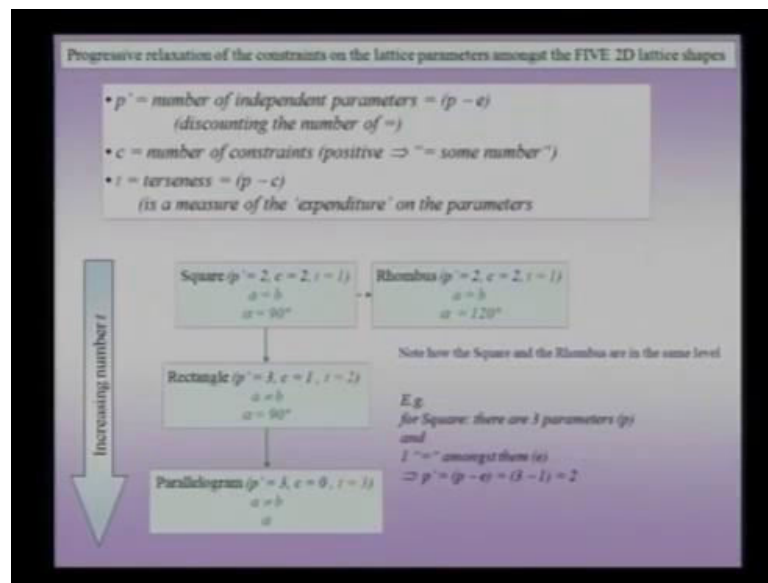 Progressive relaxation of the constraints on the lattice parameters amongst the FIVE 2D lattice shapes
• p' = number of independent parameters = (p – e)
(discounting the number of =)
• c = number of constraints (positive ⊃ "= some number")
• t = terseness = (p – c)
(is a measure of the 'expenditure' on the parameters
Increasing number t
Square (p' = 2, c = 2, t = 1)
a = b
α = 90°
Rhombus (p' = 2, c = 2, t = 1)
a = b
α = 120°
Note how the Square and the Rhombus are in the same level
Rectangle (p' = 3, c = 1, t = 2)
a ≠ b
α = 90°
E.g.
for Square: there are 3 parameters (p)
and
1 "=" amongst them (e)
⊃ p' = (p – e) = (3 – 1) = 2
Parallelogram (p' = 3, c = 0, t = 3)
a ≠ b
α